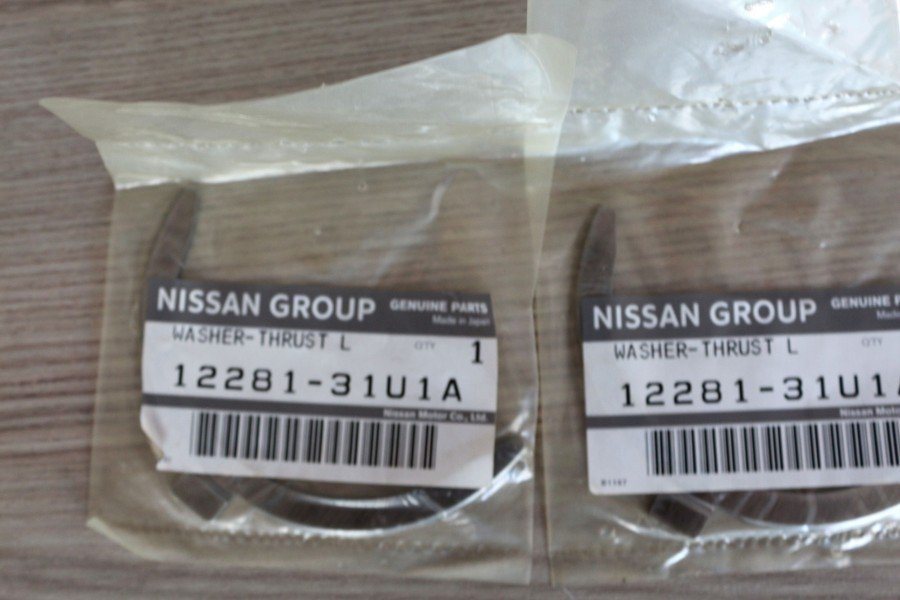 NISSAN GROUP GENUINE PARTS
Made in Japan
WASHER-THRUST L QTY 1
12281-31U1A
Nissan Motor Co., Ltd.
NISSAN GROUP GENUINE
WASHER-THRUST L QTY
12281-31U1A
Nissan